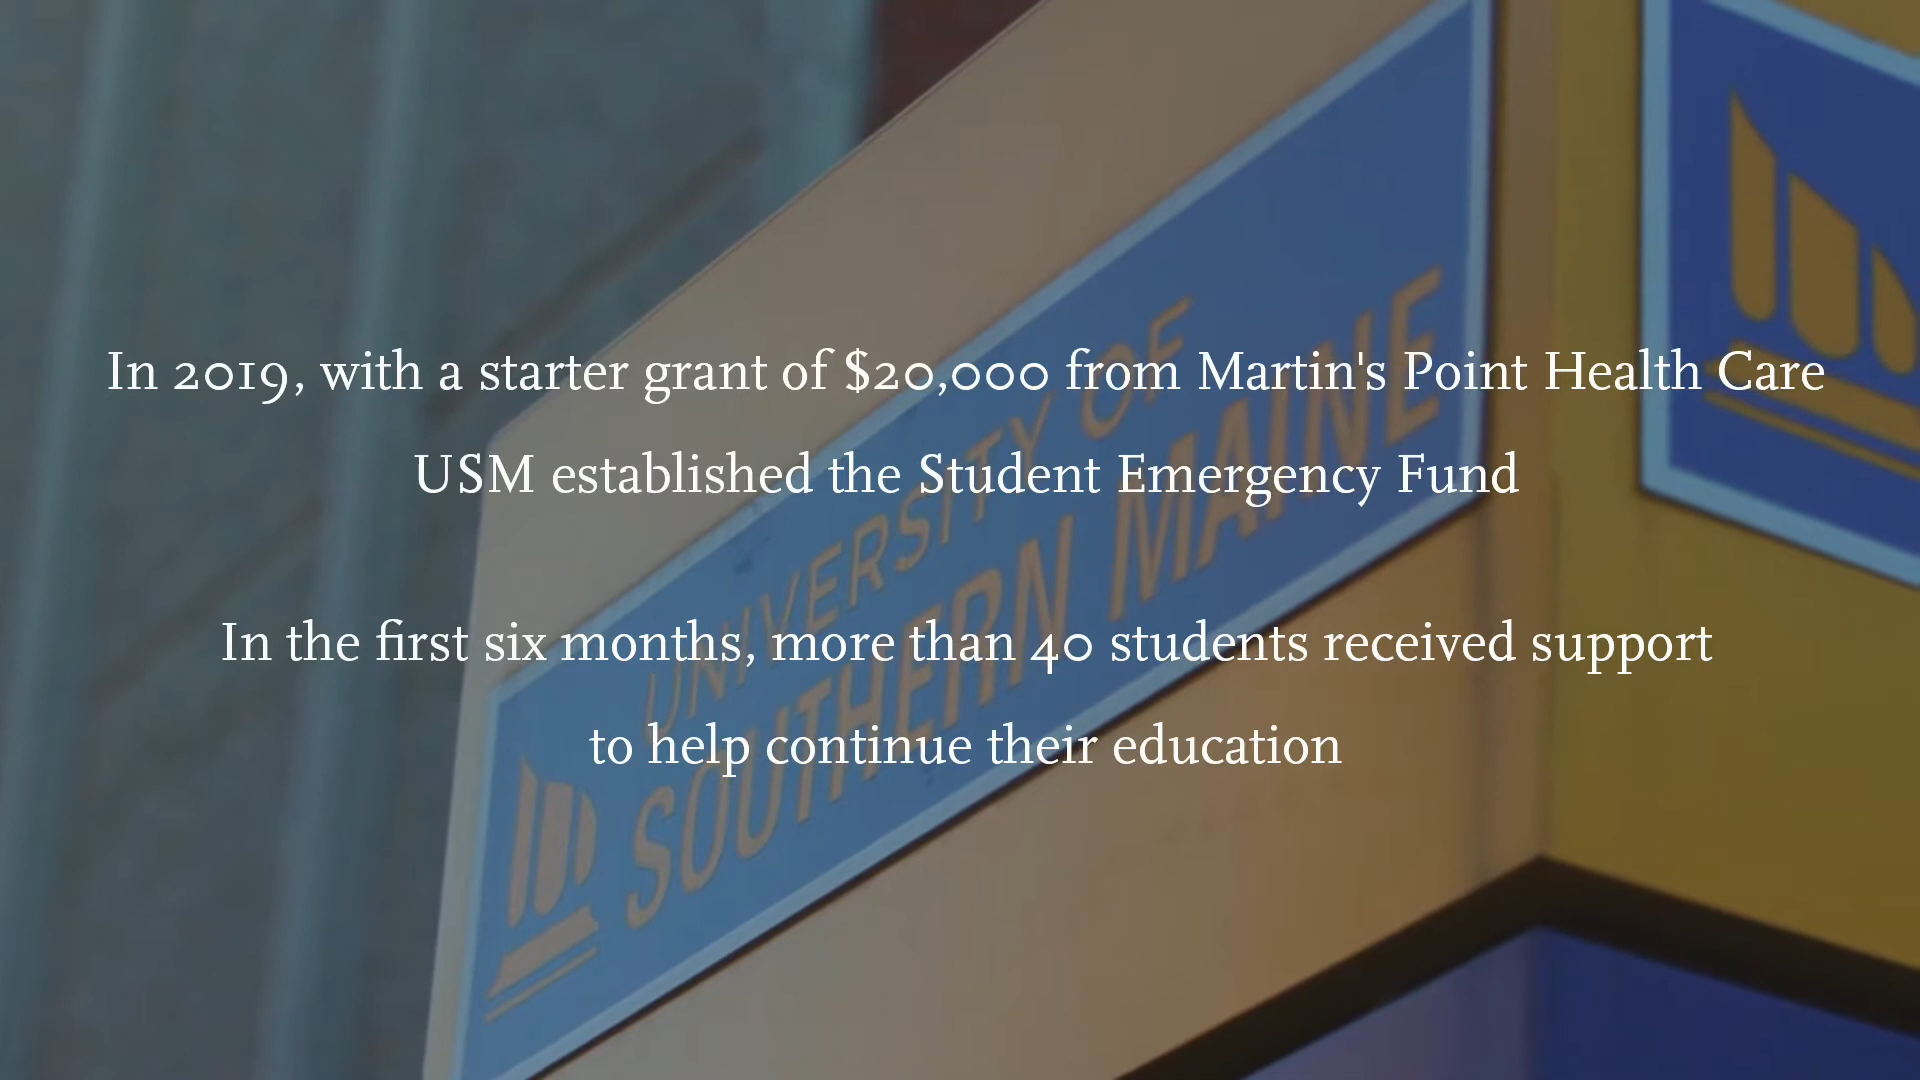 In 2019, with a starter grant of $20,000 from Martin's Point Health Care
USM established the Student Emergency Fund
In the first six months, more than 40 students received support
to help continue their education
UNIVERSITY OF
SOUTHERN MAINE